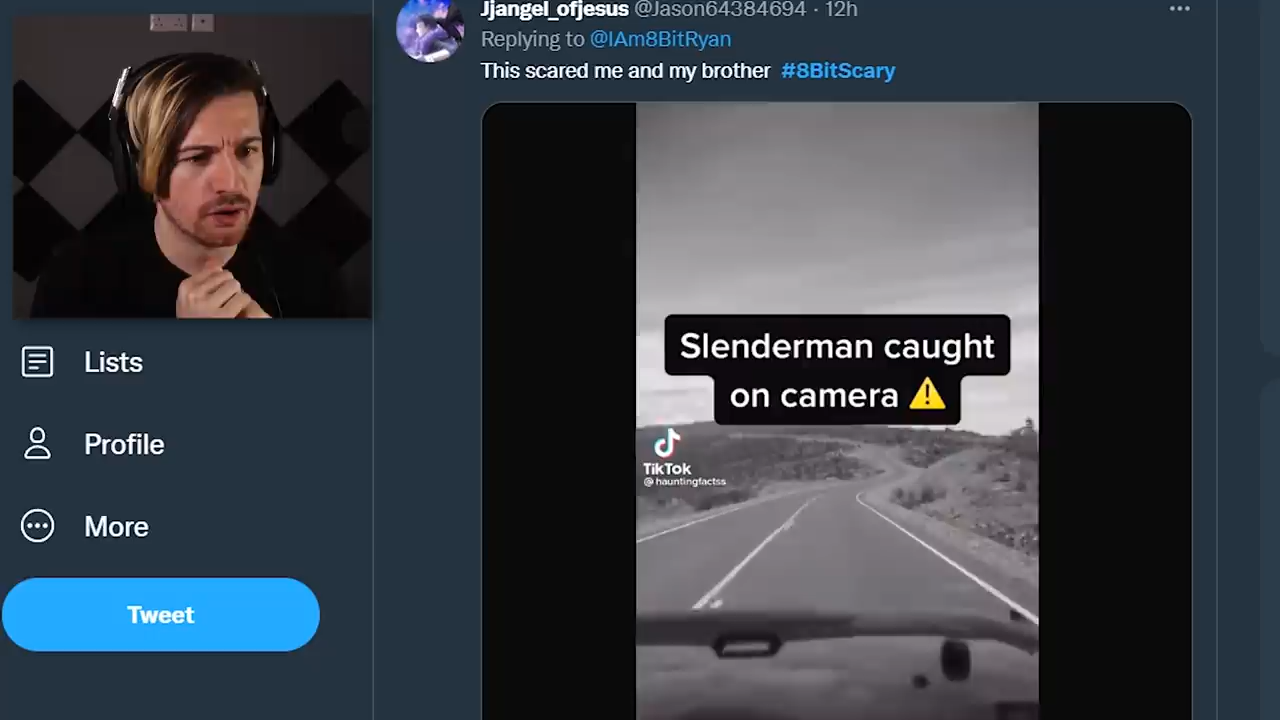 Jjangel_ofjesus @Jason64384694 · 12h
Replying to @IAm8BitRyan
This scared me and my brother #8BitScary
Slenderman caught
on camera ⚠️
TikTok
@hauntingfactss
Lists
Profile
More
Tweet